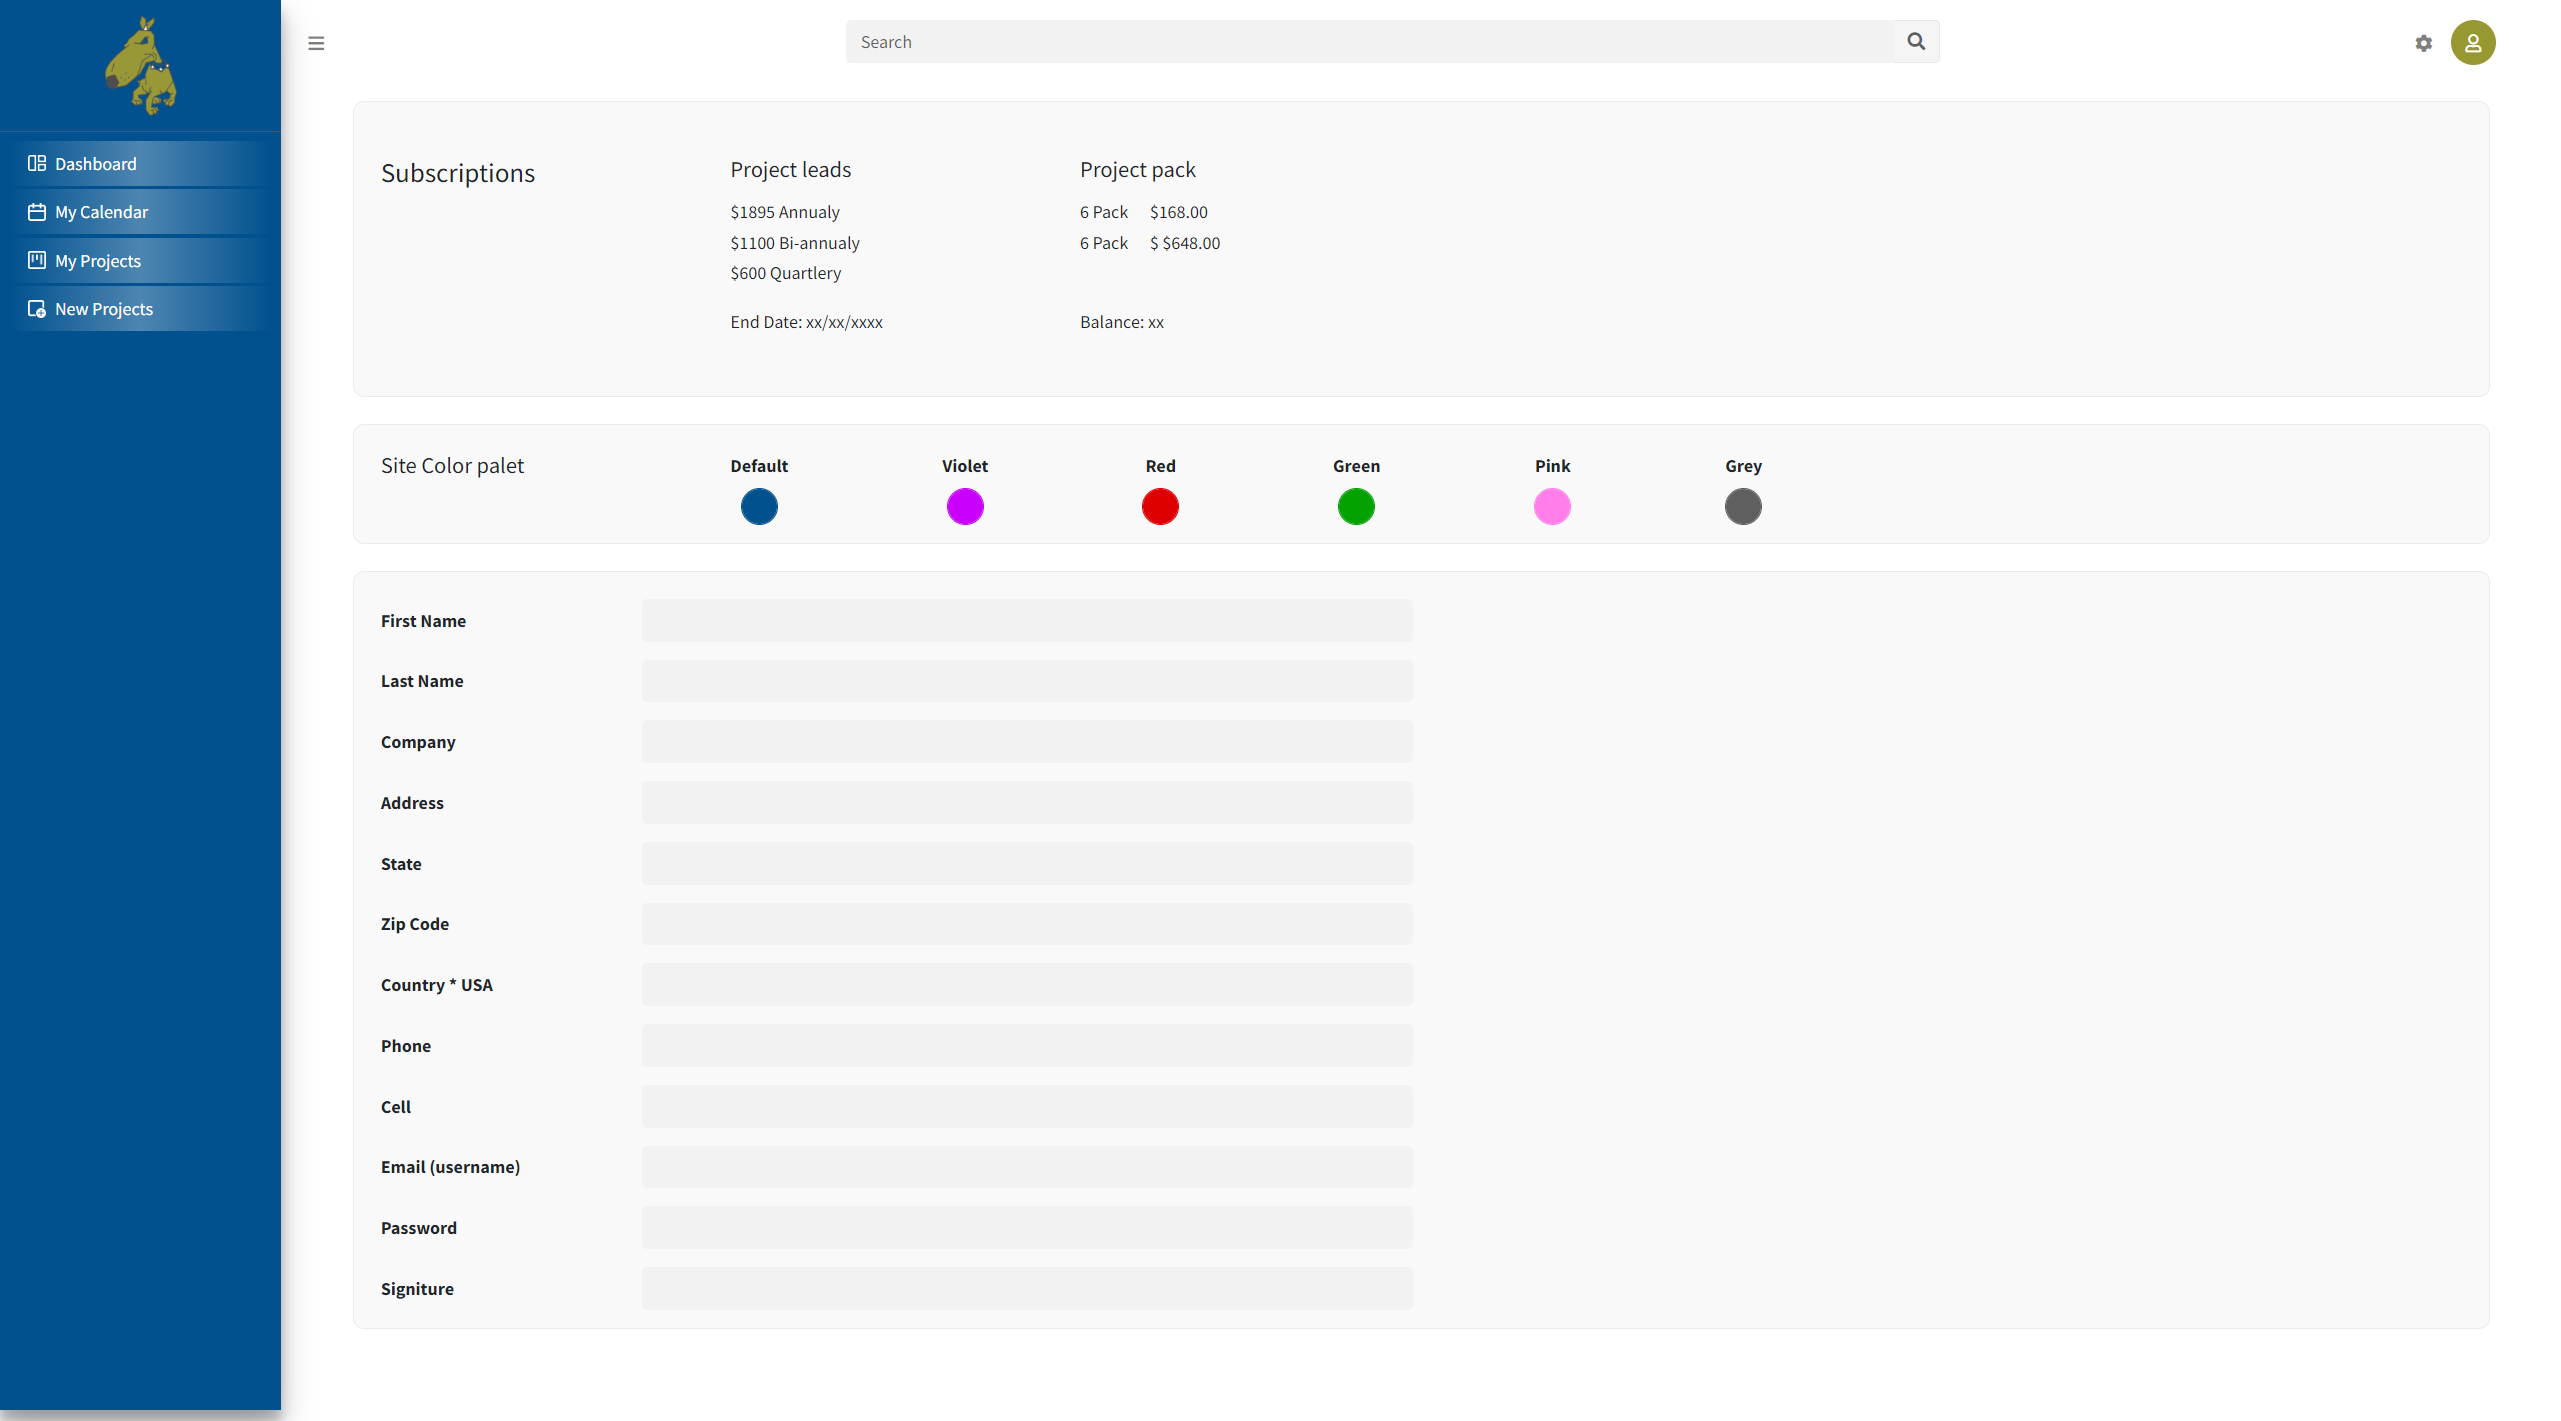 Search
Dashboard
My Calendar
My Projects
New Projects
Subscriptions
Project leads
$1895 Annualy
$1100 Bi-annualy
$600 Quartlery
End Date: xx/xx/xxxx
Project pack
6 Pack $168.00
6 Pack $ $648.00
Balance: xx
Site Color palet
Default
Violet
Red
Green
Pink
Grey
First Name
Last Name
Company
Address
State
Zip Code
Country * USA
Phone
Cell
Email (username)
Password
Signiture